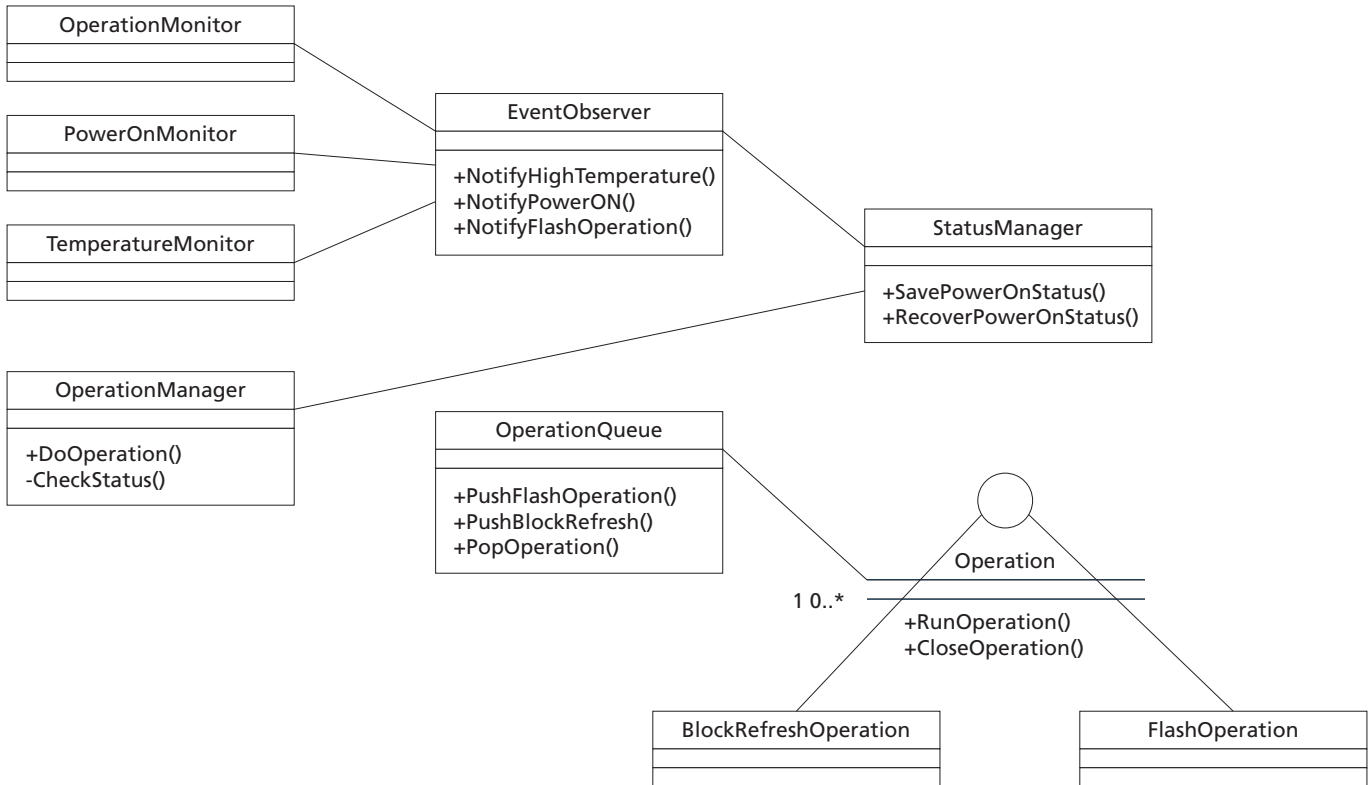 OperationMonitor
PowerOnMonitor
TemperatureMonitor
EventObserver
+NotifyHighTemperature()
+NotifyPowerON()
+NotifyFlashOperation()
StatusManager
+SavePowerOnStatus()
+RecoverPowerOnStatus()
OperationManager
+DoOperation()
-CheckStatus()
OperationQueue
+PushFlashOperation()
+PushBlockRefresh()
+PopOperation()
Operation
1 0..*
+RunOperation()
+CloseOperation()
BlockRefreshOperation
FlashOperation